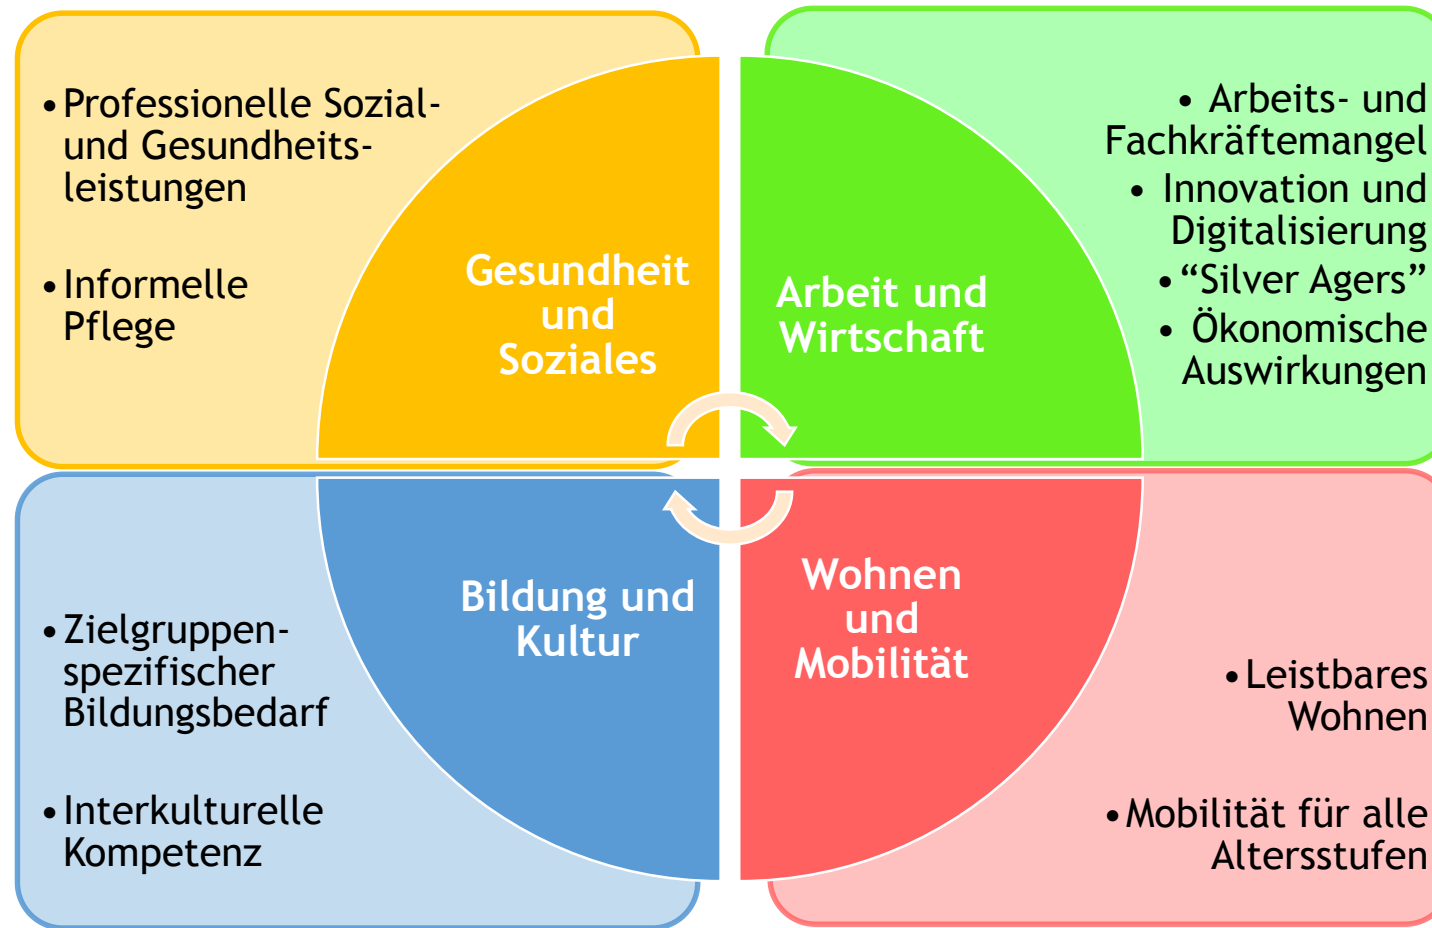 •Professionelle Sozial-
und Gesundheits-
leistungen
•Informelle
Pflege
Gesundheit
und
Soziales
• Arbeits- und
Fachkräftemangel
• Innovation und
Digitalisierung
•“Silver Agers”
• Ökonomische
Auswirkungen
Arbeit und
Wirtschaft
•Zielgruppen-
spezifischer
Bildungsbedarf
•Interkulturelle
Kompetenz
Bildung und
Kultur
Wohnen
und
Mobilität
•Leistbares
Wohnen
•Mobilität für alle
Altersstufen